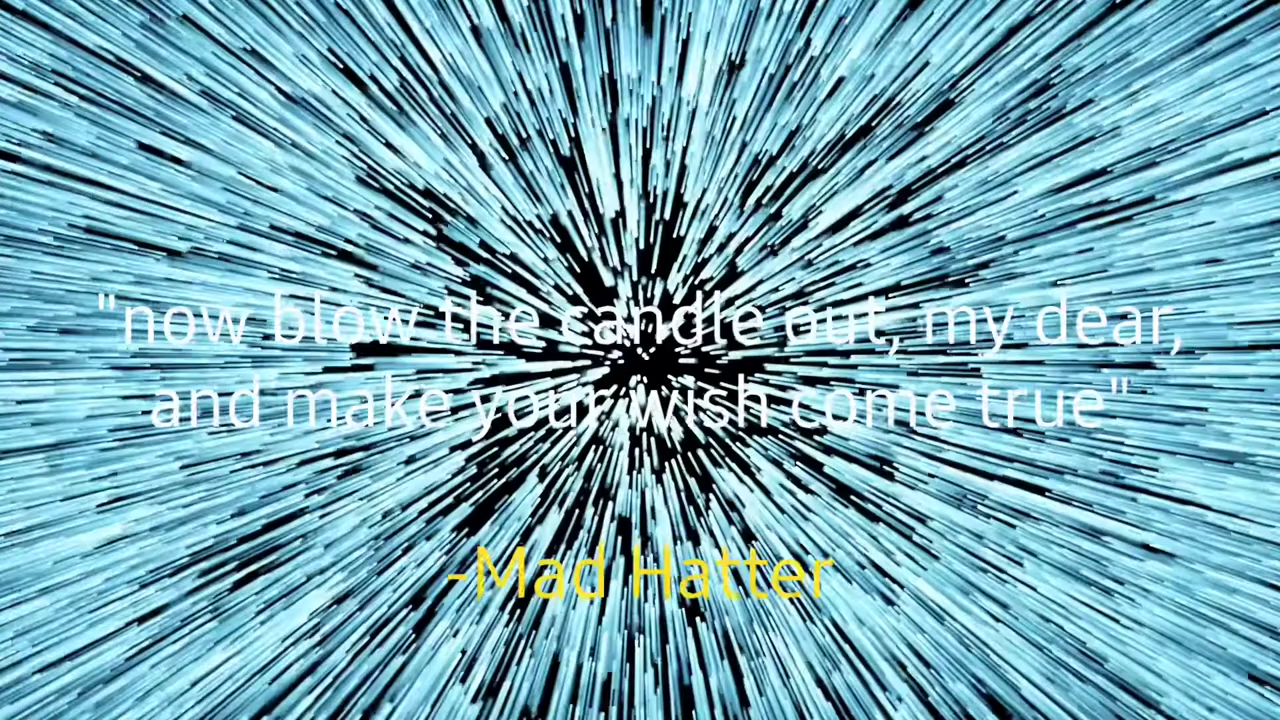 "now blow the candle out, my dear,
and make your wish come true"
-Mad Hatter